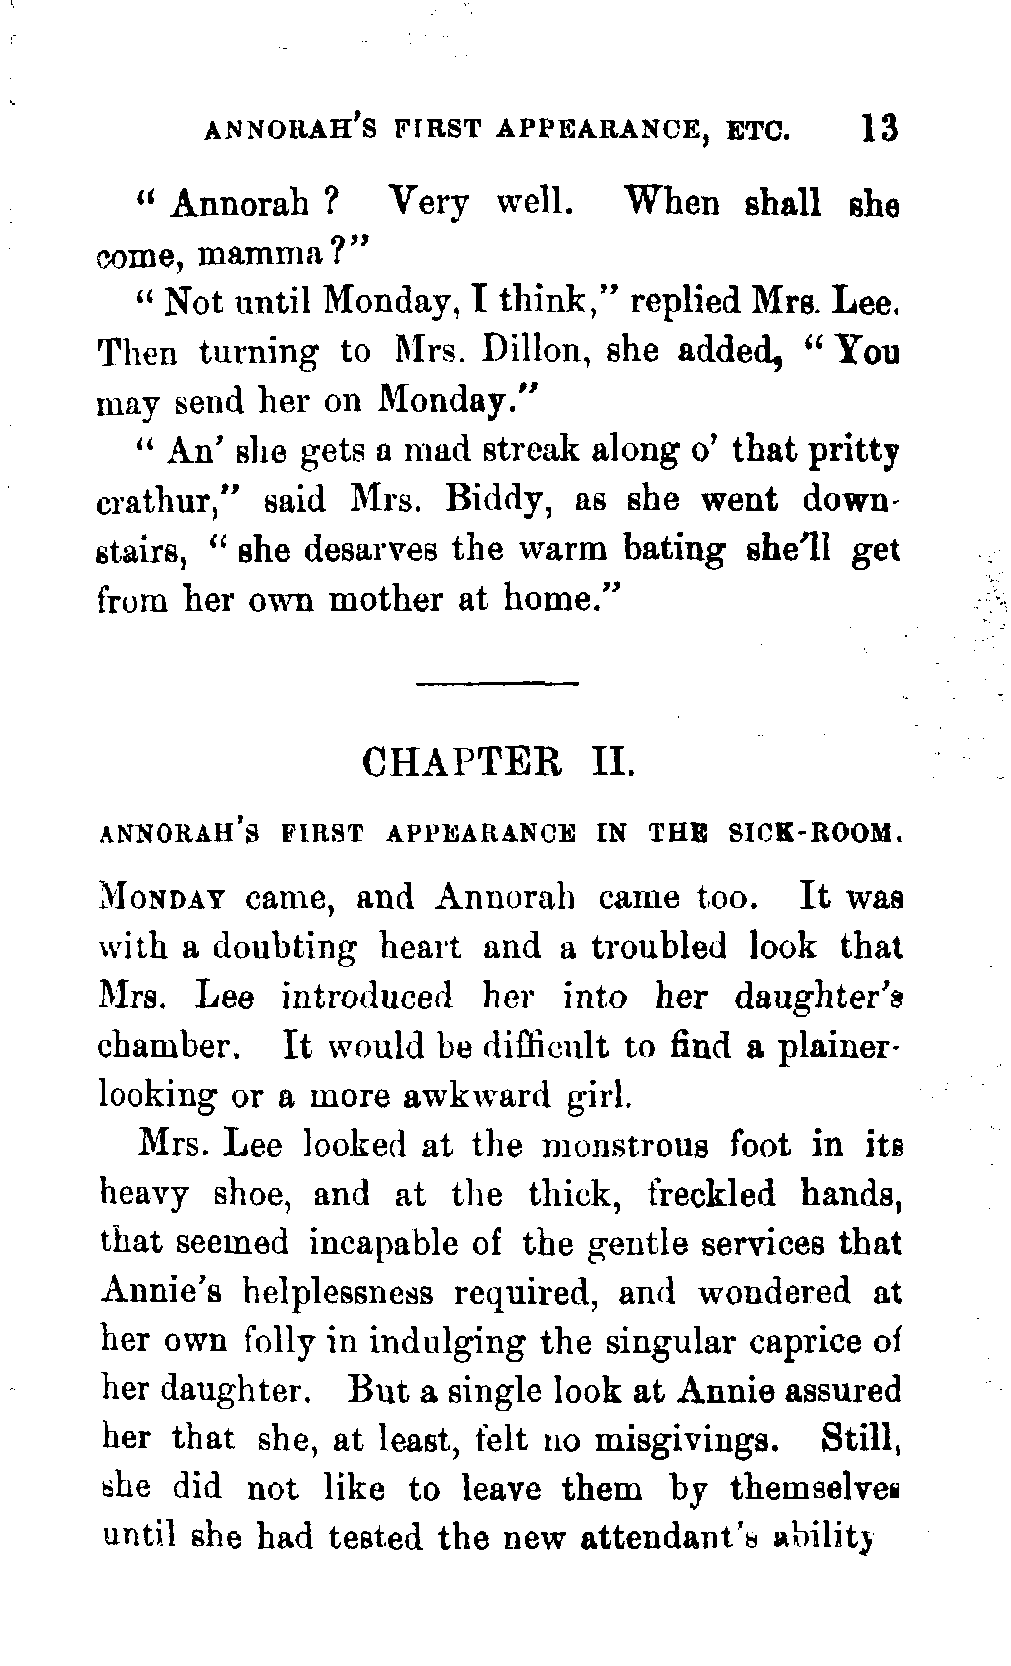 ANNORAH'S FIRST APPEARANCE, ETC. 13
" Annorah ? Very well. When shall she
come, mamma ?"
" Not until Monday, I think," replied Mrs. Lee.
Then turning to Mrs. Dillon, she added, " You
may send her on Monday."
" An' she gets a mad streak along o' that pritty
crathur," said Mrs. Biddy, as she went down-
stairs, " she desarves the warm bating she'll get
from her own mother at home."
CHAPTER II.
ANNORAH'S FIRST APPEARANCE IN THE SICK-ROOM.
MONDAY came, and Annorah came too. It was
with a doubting heart and a troubled look that
Mrs. Lee introduced her into her daughter's
chamber. It would be difficult to find a plainer-
looking or a more awkward girl.
Mrs. Lee looked at the monstrous foot in its
heavy shoe, and at the thick, freckled hands,
that seemed incapable of the gentle services that
Annie's helplessness required, and wondered at
her own folly in indulging the singular caprice of
her daughter. But a single look at Annie assured
her that she, at least, felt no misgivings. Still,
she did not like to leave them by themselves
until she had tested the new attendant's ability